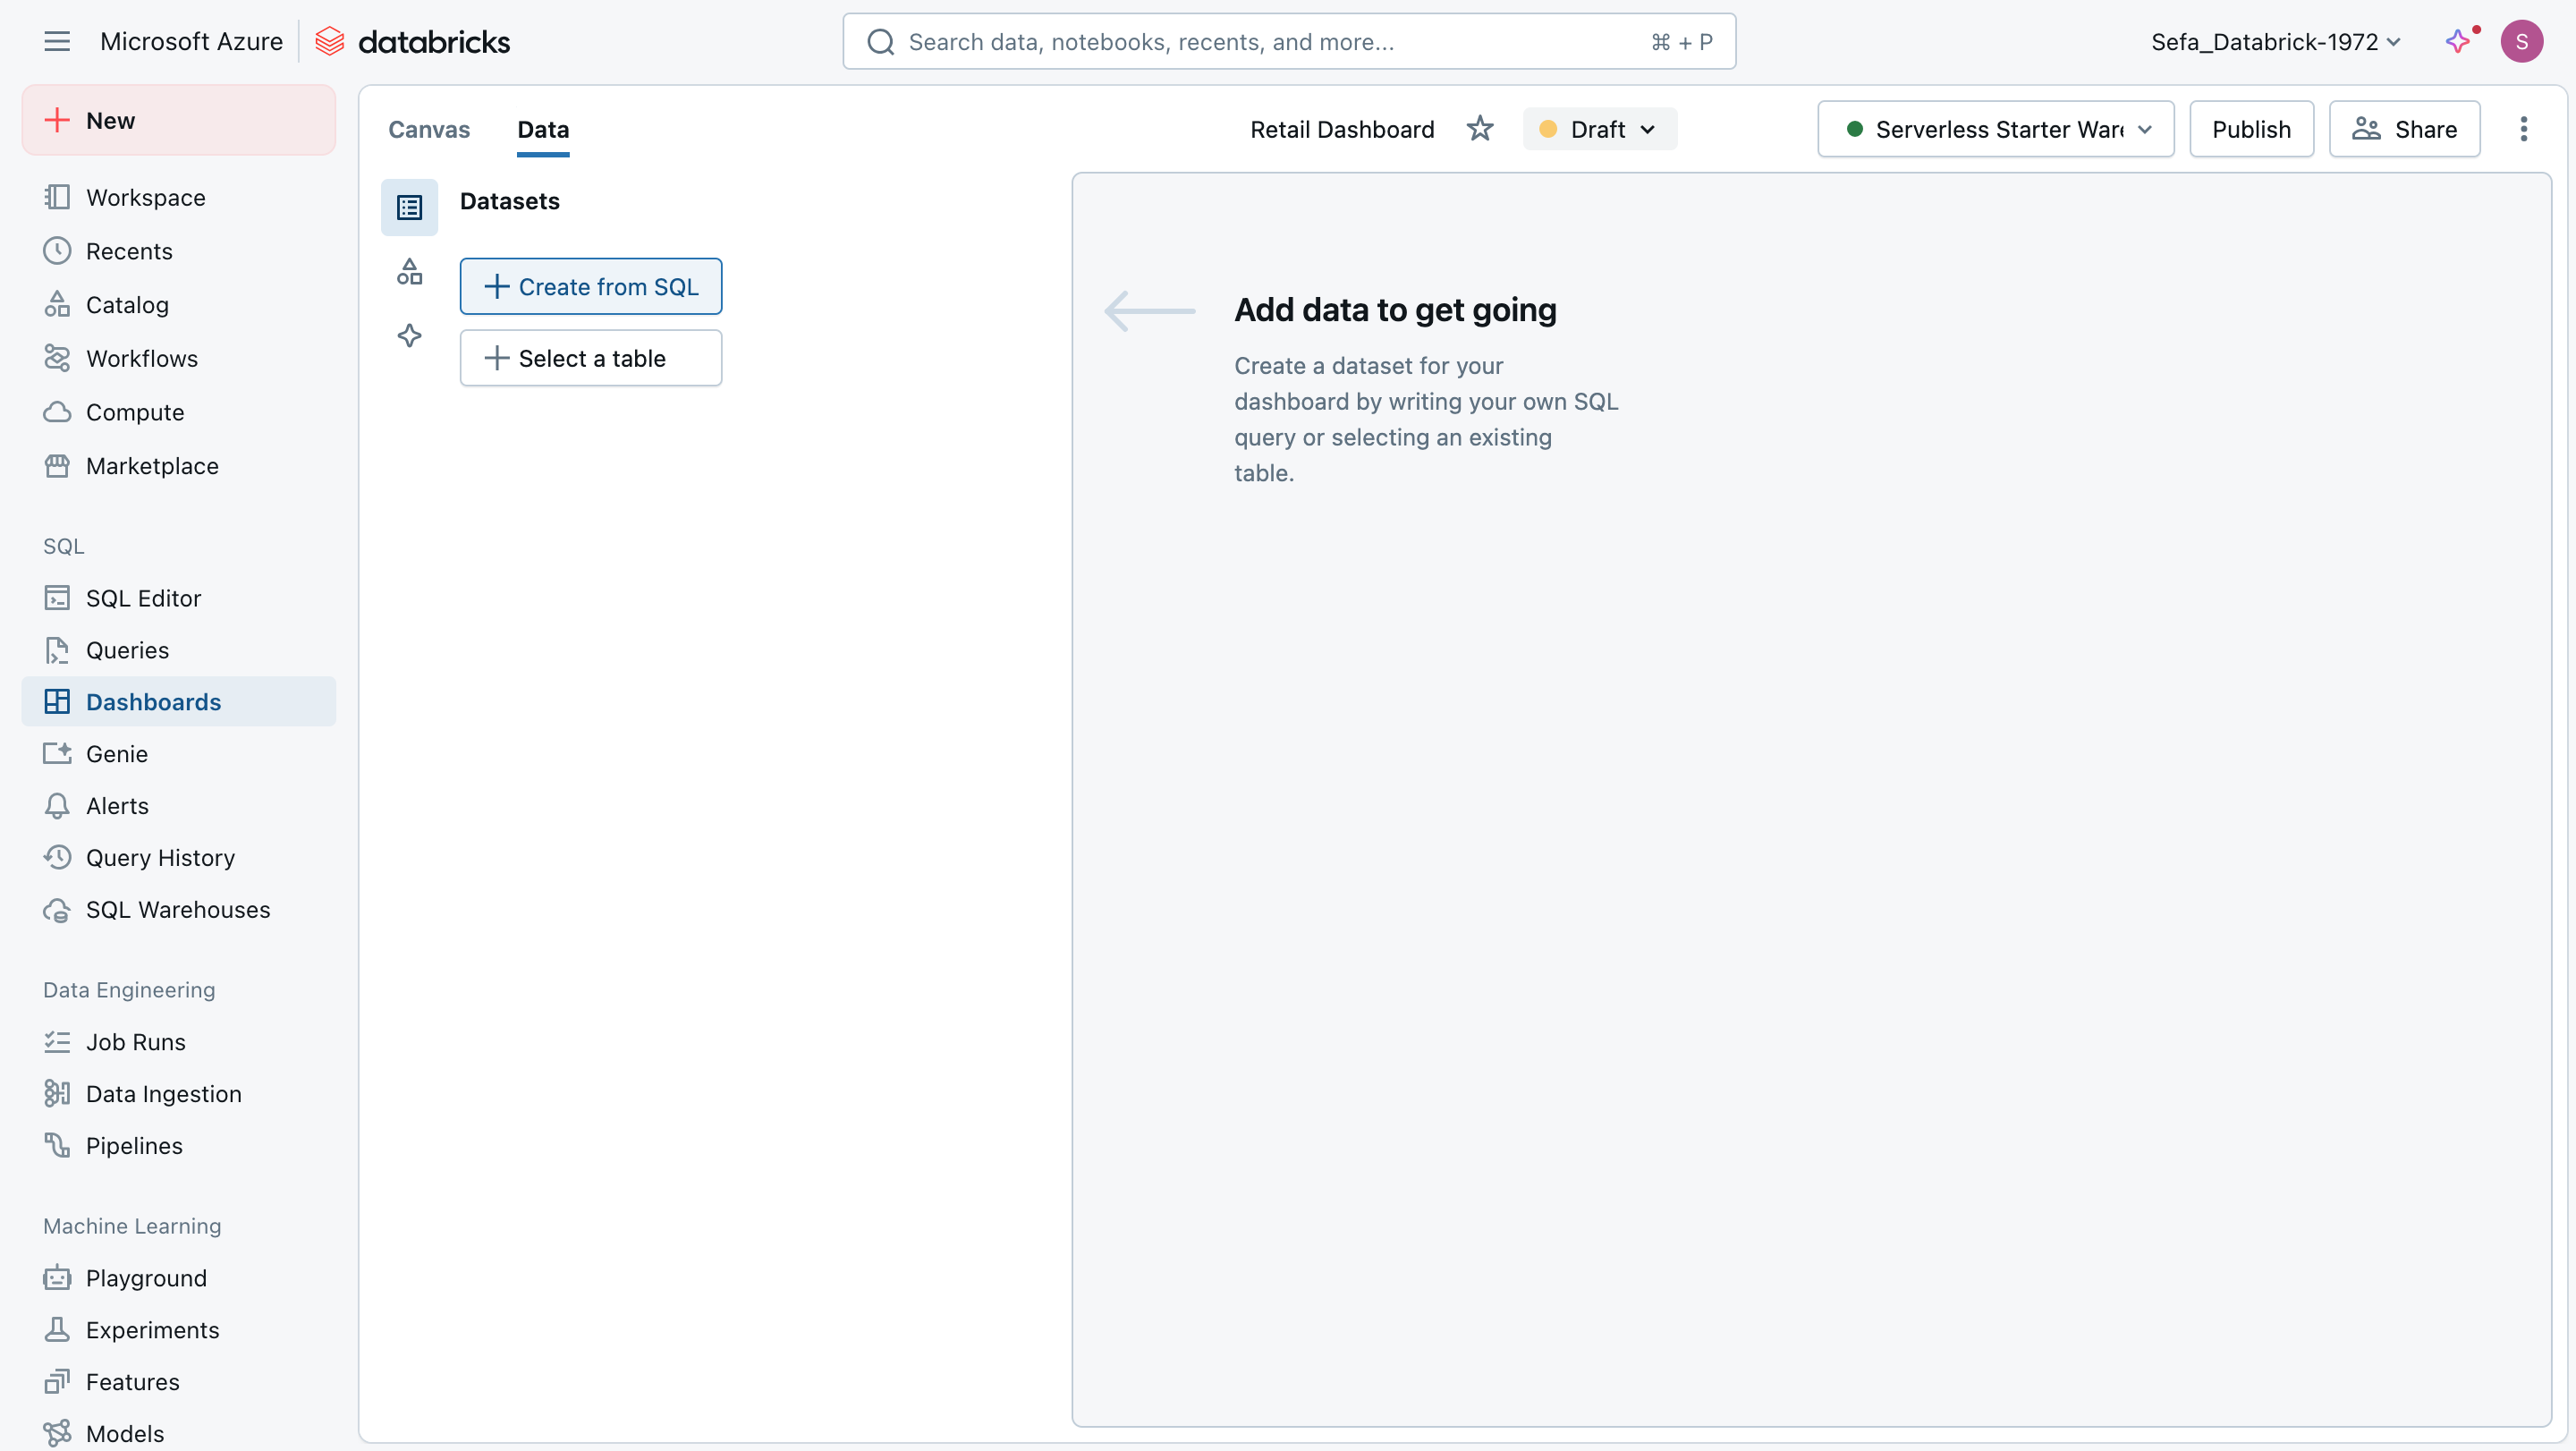 Microsoft Azure
databricks
Search data, notebooks, recents, and more...
⌘ + P
Sefa_Databrick-1972
S
New
Workspace
Recents
Catalog
Workflows
Compute
Marketplace
SQL
SQL Editor
Queries
Dashboards
Genie
Alerts
Query History
SQL Warehouses
Data Engineering
Job Runs
Data Ingestion
Pipelines
Machine Learning
Playground
Experiments
Features
Models
Canvas
Data
Retail Dashboard
Draft
Serverless Starter Ware
Publish
Share
Datasets
Create from SQL
Select a table
Add data to get going
Create a dataset for your
dashboard by writing your own SQL
query or selecting an existing
table.